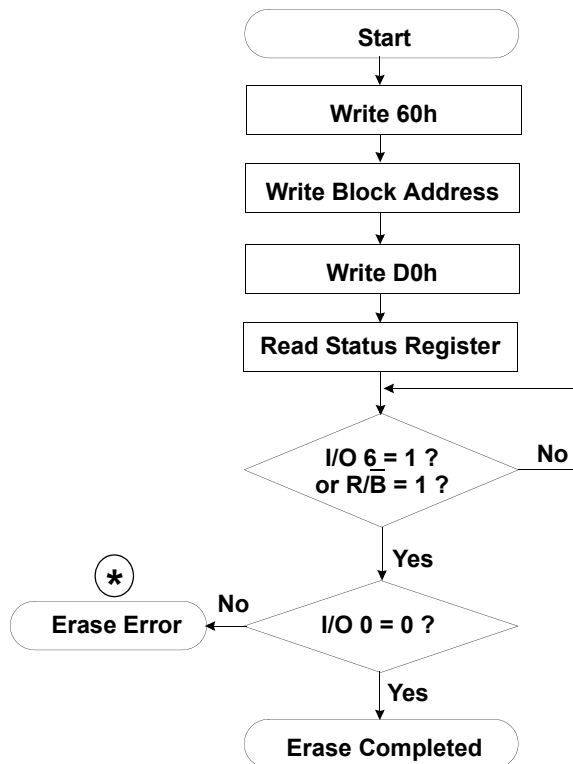 Start
Write 60h
Write Block Address
Write D0h
Read Status Register
I/O 6 = 1 ?
or R/B̅ = 1 ?
No
Yes
*
No
Erase Error
I/O 0 = 0 ?
Yes
Erase Completed